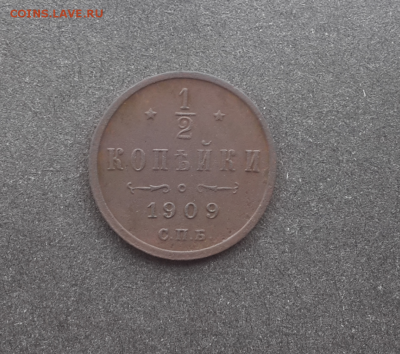 COINS.LAVE.RU
1
2
КОПѢЙКИ
1909
С.П.Б.